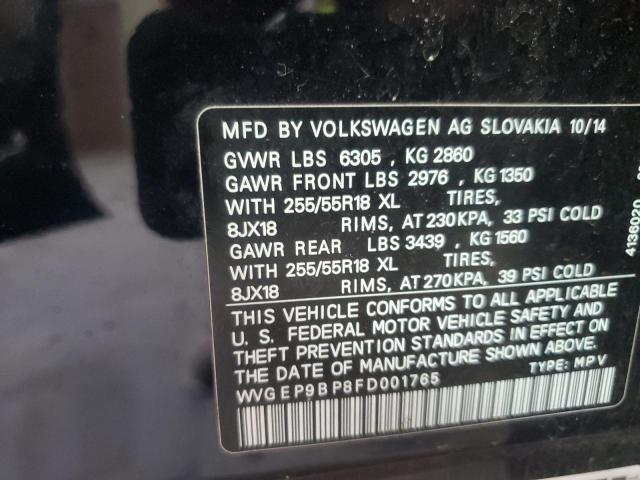 MFD BY VOLKSWAGEN AG SLOVAKIA 10/14
GVWR LBS 6305 , KG 2860
GAWR FRONT LBS 2976 , KG 1350
WITH 255/55R18 XL TIRES,
8JX18 RIMS, AT 230KPA, 33 PSI COLD
GAWR REAR LBS 3439 , KG 1560
WITH 255/55R18 XL TIRES,
8JX18 RIMS, AT 270KPA, 39 PSI COLD
THIS VEHICLE CONFORMS TO ALL APPLICABLE
U. S. FEDERAL MOTOR VEHICLE SAFETY AND
THEFT PREVENTION STANDARDS IN EFFECT ON
THE DATE OF MANUFACTURE SHOWN ABOVE.
WVGEP9BP8FD001765 TYPE: MPV
4136020